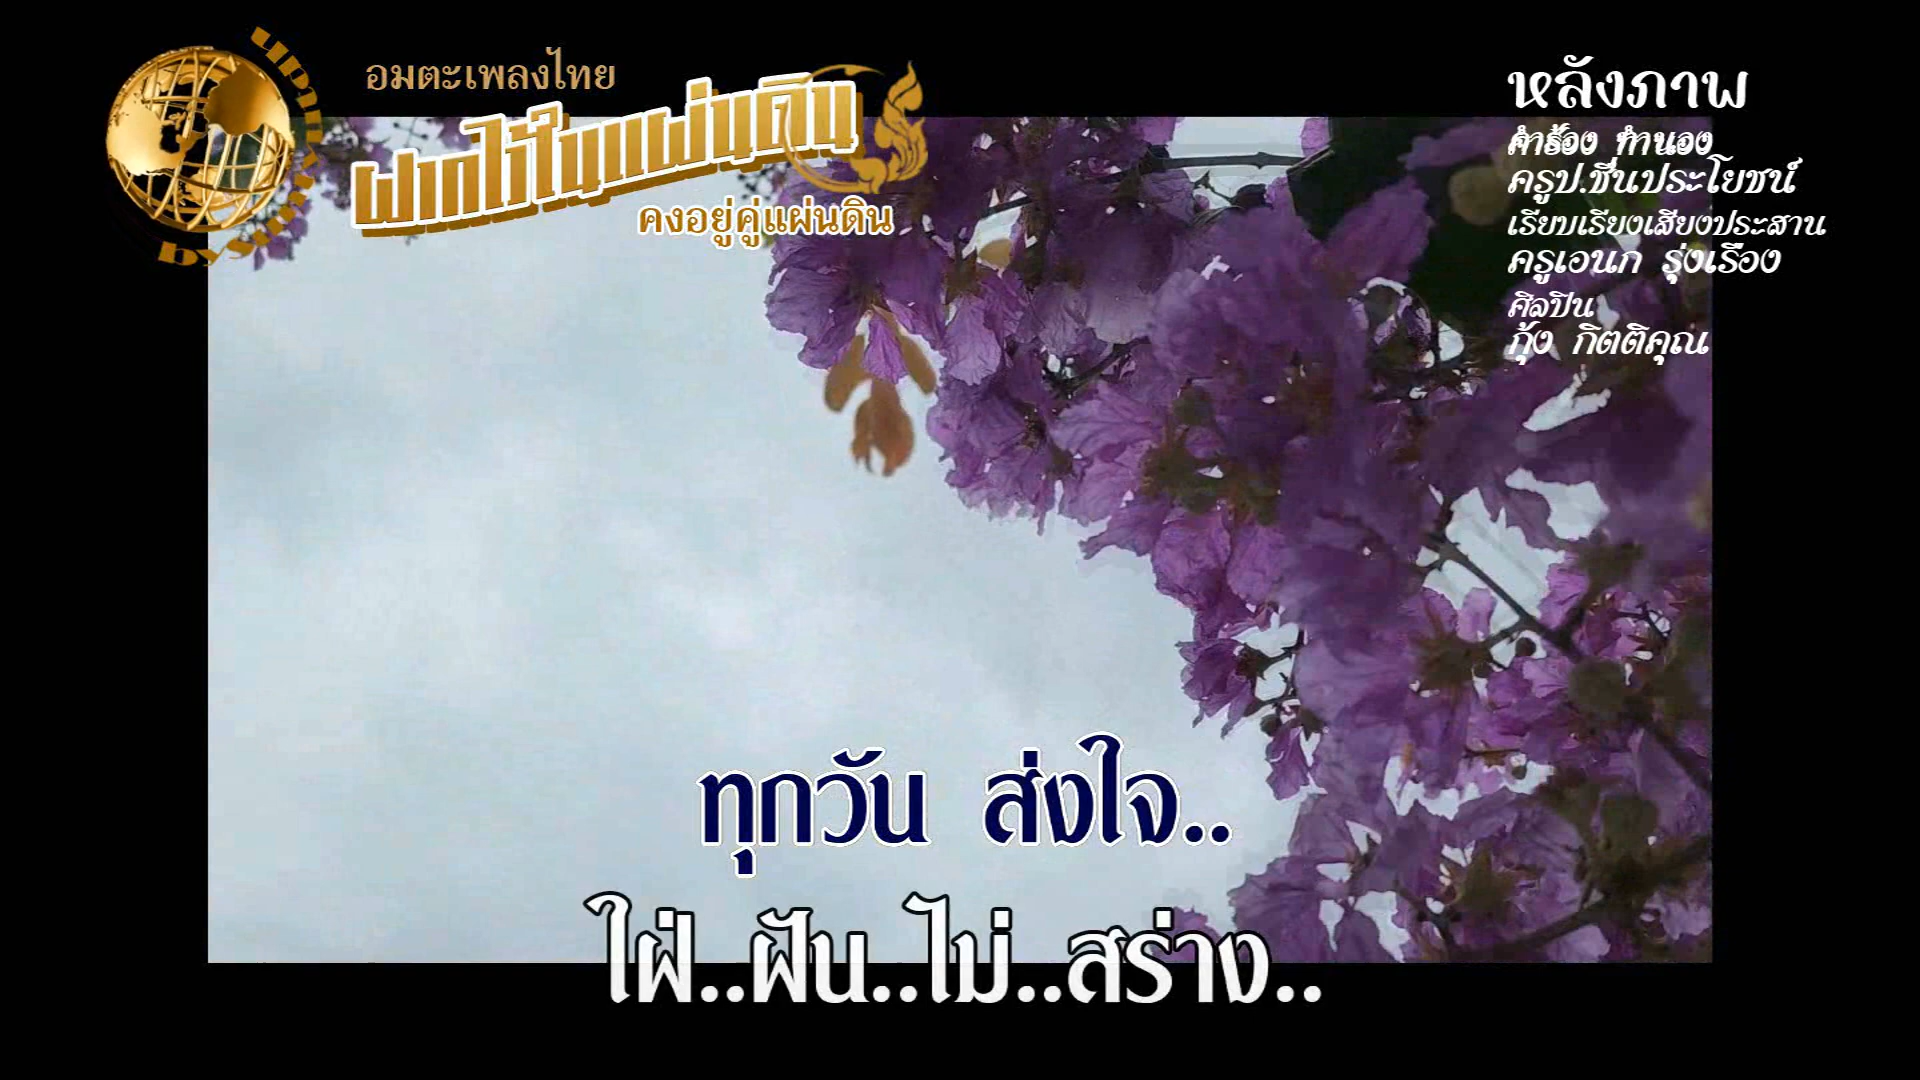 อมตะเพลงไทย
ฝากไว้ในแผ่นดิน
คงอยู่คู่แผ่นดิน
หลังภาพ
คำร้อง ทำนอง
ครูป.ชื่นประโยชน์
เรียบเรียงเสียงประสาน
ครูเอนก รุ่งเรือง
ศิลปิน
กุ้ง กิตติคุณ
ทุกวัน ส่งใจ..
ใฝ่..ฝัน..ไม่..สร่าง..